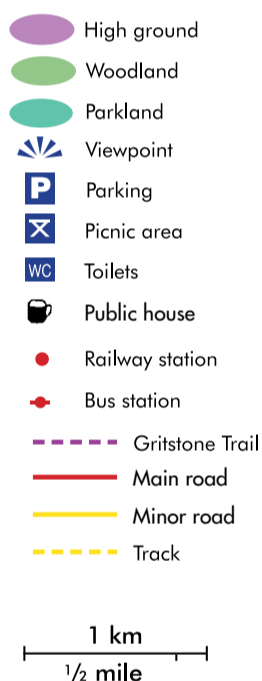 High ground
Woodland
Parkland
Viewpoint
P Parking
Picnic area
WC Toilets
Public house
Railway station
Bus station
Gritstone Trail
Main road
Minor road
Track
1 km
1/2 mile